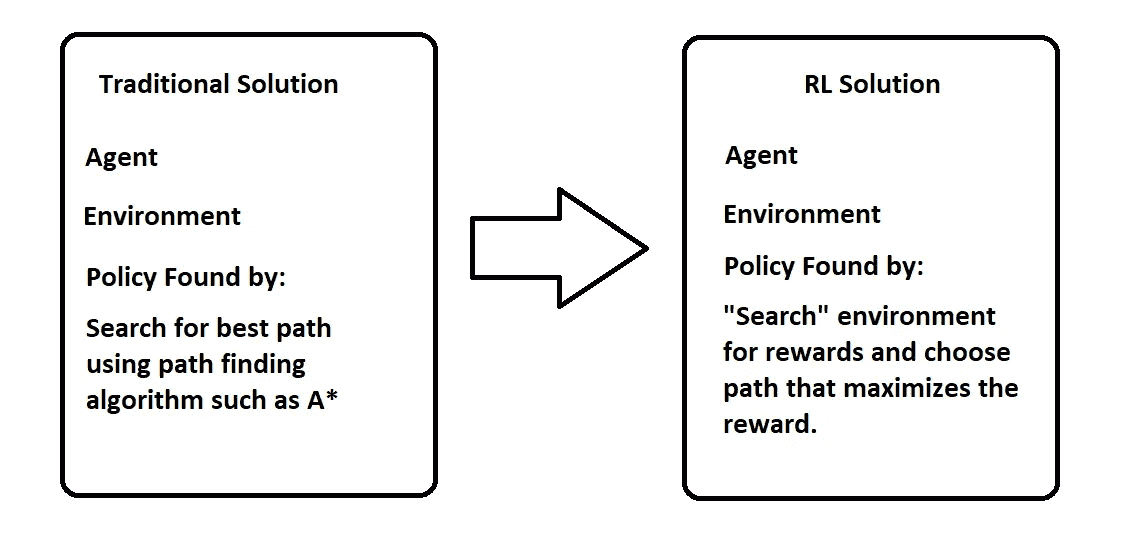 Traditional Solution
Agent
Environment
Policy Found by:
Search for best path
using path finding
algorithm such as A*
RL Solution
Agent
Environment
Policy Found by:
"Search" environment
for rewards and choose
path that maximizes the
reward.